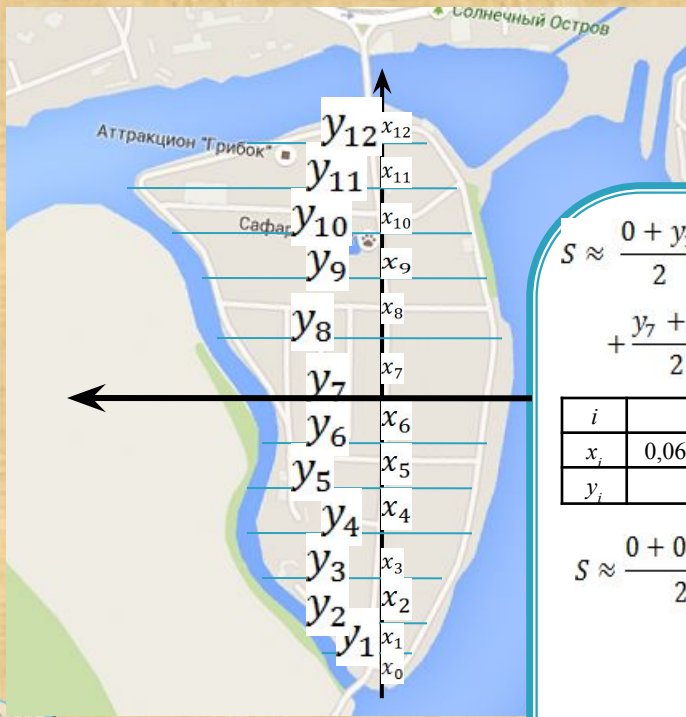 Солнечный Остров
Аттракцион "Грибок"
y₁₂ x₁₂
y₁₁ x₁₁
y₁₀ x₁₀
y₉ x₉
y₈ x₈
y₇ x₇
y₆ x₆
y₅ x₅
y₄ x₄
y₃ x₃
y₂ x₂
y₁ x₁
x₀
S ≈ 0 +
2
+ y₇ +
2
i
xᵢ 0,06
yᵢ
S ≈ 0 + 0
2